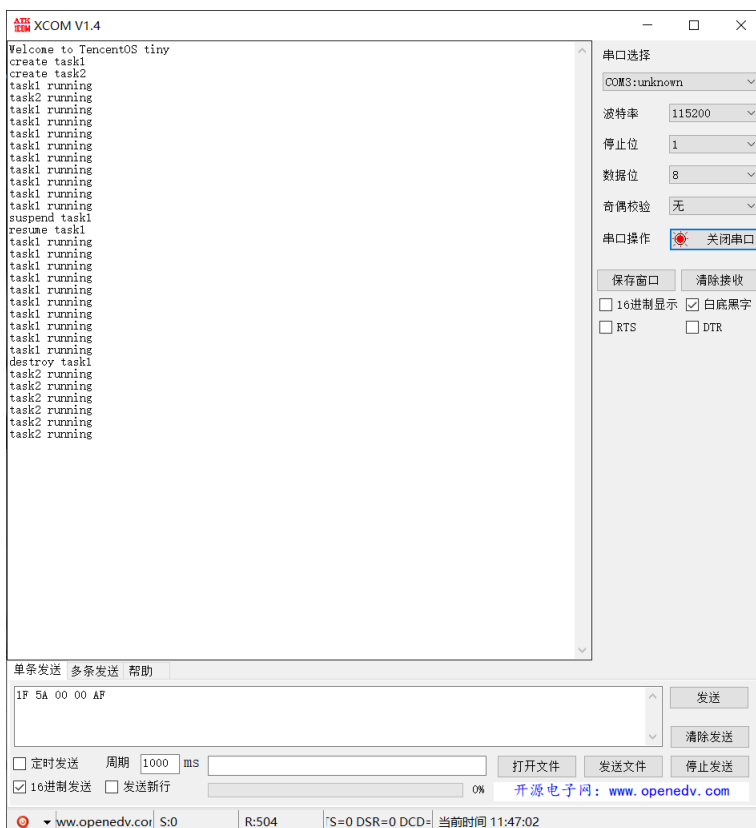 XCOM V1.4
Welcome to TencentOS tiny
create task1
create task2
task1 running
task2 running
task1 running
task1 running
task1 running
task1 running
task1 running
task1 running
task1 running
task1 running
task1 running
suspend task1
resume task1
task1 running
task1 running
task1 running
task1 running
task1 running
task1 running
task1 running
task1 running
task1 running
task1 running
destroy task1
task2 running
task2 running
task2 running
task2 running
task2 running
task2 running
串口选择
COM3:unknown
波特率 115200
停止位 1
数据位 8
奇偶校验 无
串口操作 关闭串口
保存窗口 清除接收
16进制显示 白底黑字
RTS DTR
单条发送 多条发送 帮助
1F 5A 00 00 AF
发送
清除发送
定时发送 周期 1000 ms 打开文件 发送文件 停止发送
16进制发送 发送新行 0% 开源电子网：www.openedv.com
ww.openedv.cor S:0 R:504 S=0 DSR=0 DCD= 当前时间 11:47:02